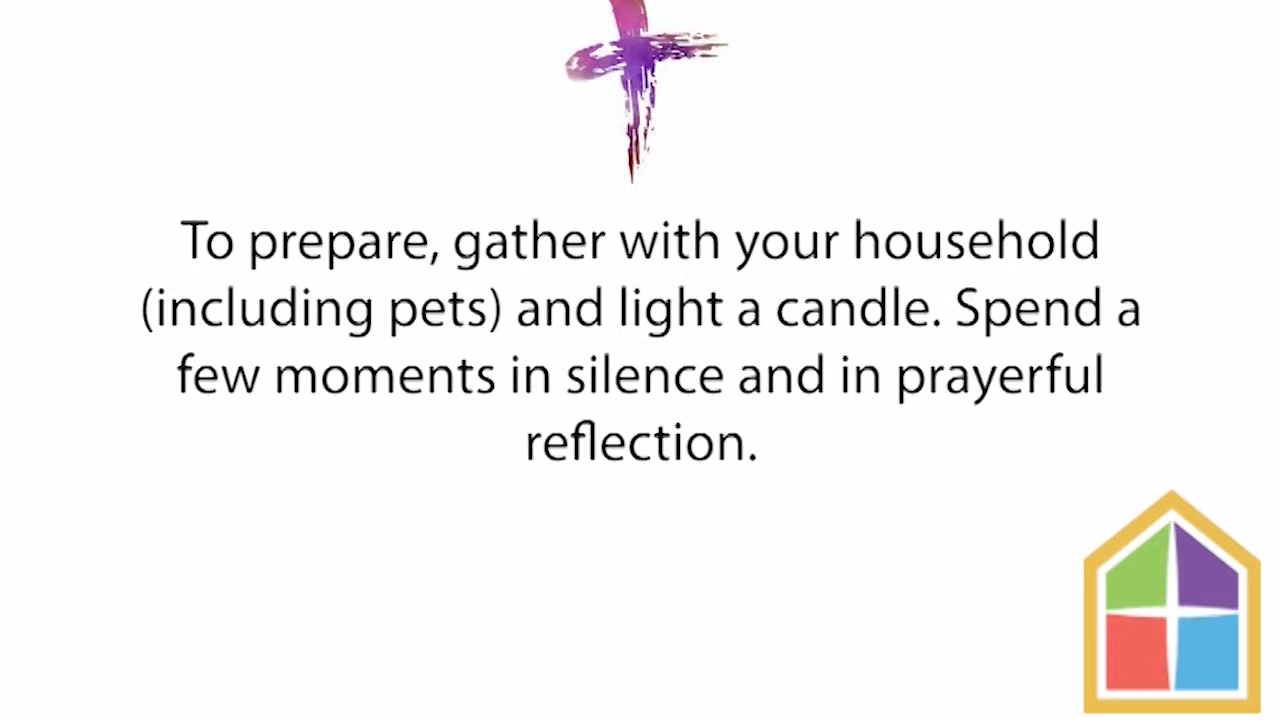 To prepare, gather with your household
(including pets) and light a candle. Spend a
few moments in silence and in prayerful
reflection.